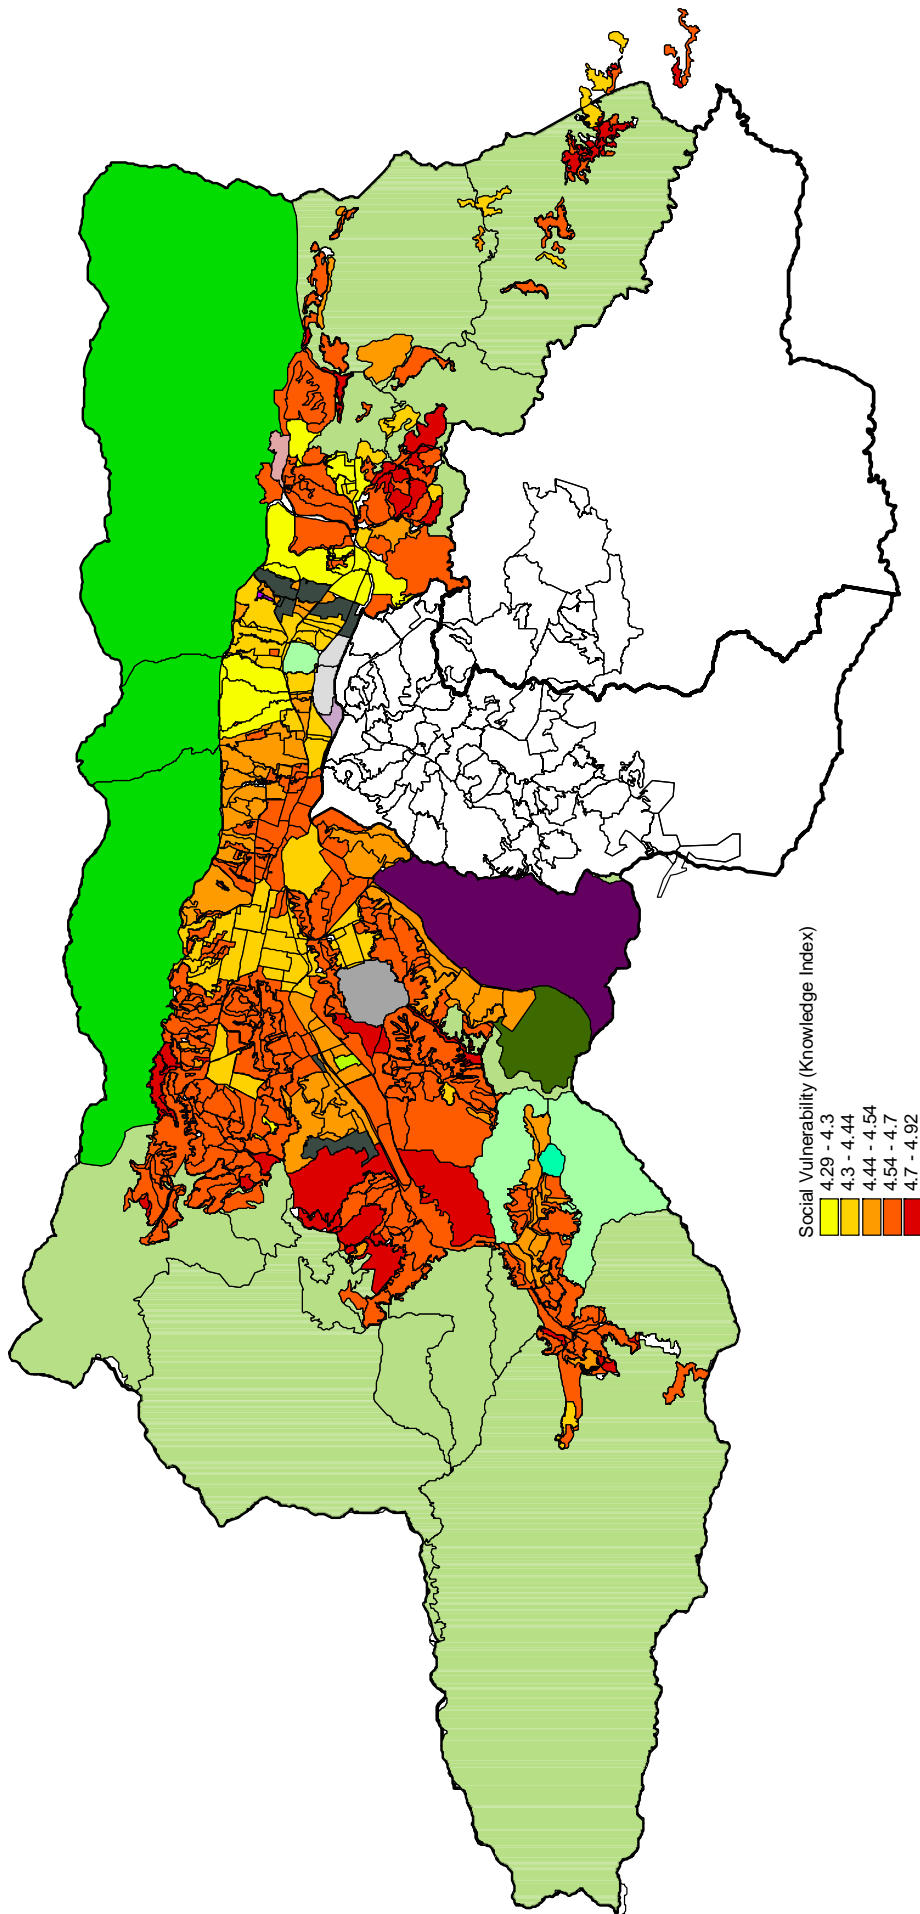 Social Vulnerability (Knowledge Index)
4.29 - 4.3
4.3 - 4.44
4.44 - 4.54
4.54 - 4.7
4.7 - 4.92